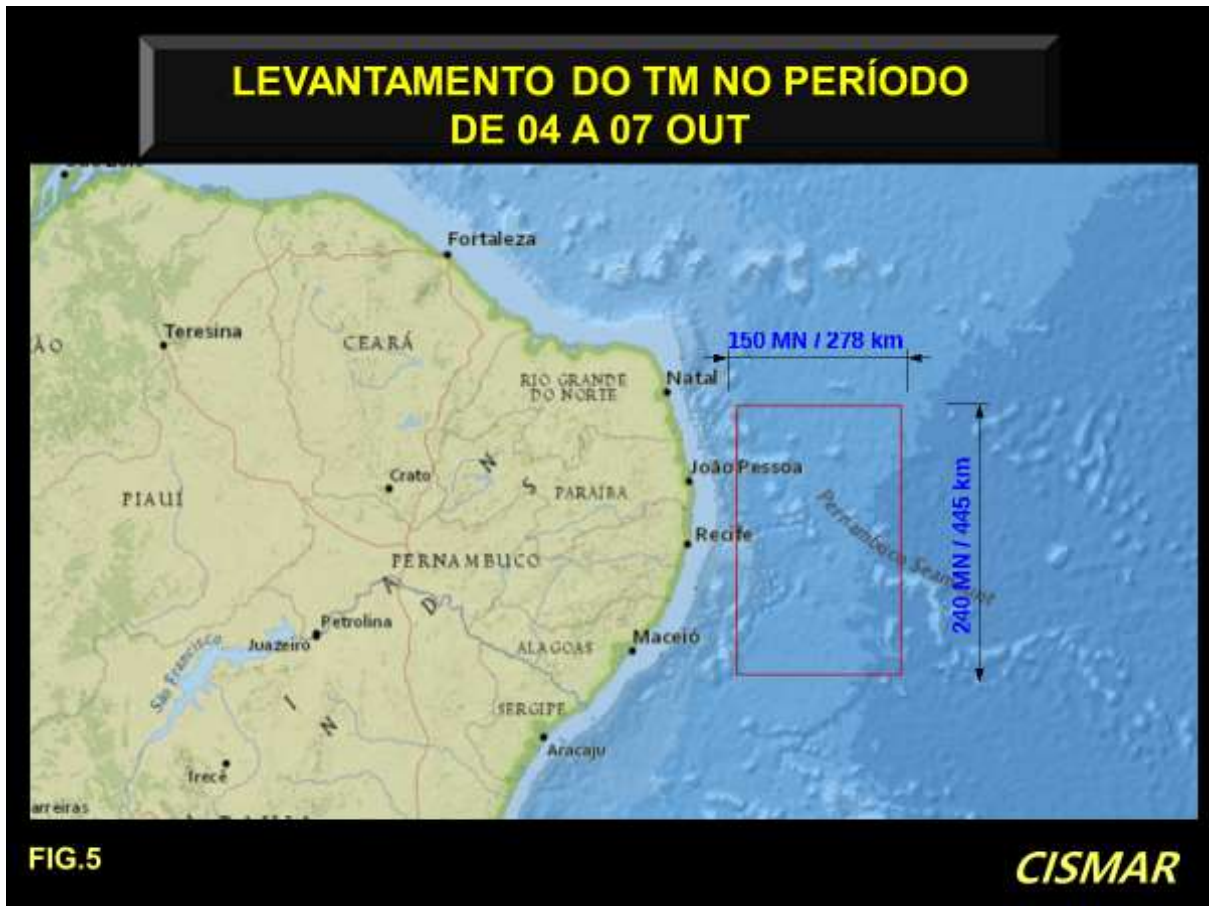 LEVANTAMENTO DO TM NO PERÍODO
DE 04 A 07 OUT
Fortaleza
Teresina
CEARÁ
150 MN / 278 km
ÃO
RIO GRANDE
DO NORTE
Natal
Crato
N
S
PARAÍBA
João Pessoa
PIAUÍ
Pernambuco Seamount
240 MN / 445 km
Recife
PERNAMBUCO
A
D
Petrolina
Juazeiro
São Francisco
ALAGOAS
Maceió
I
N
SERGIPE
Aracaju
Irecê
arreiras
FIG.5
CISMAR